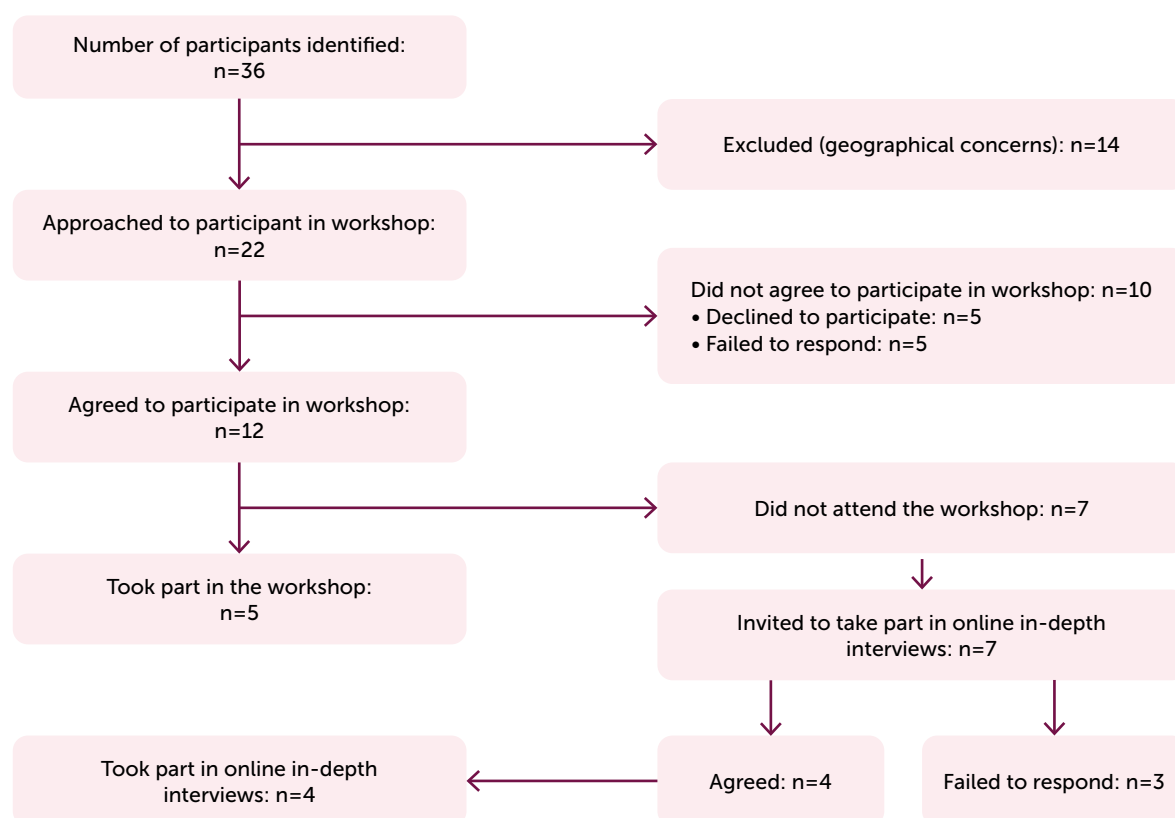 Number of participants identified:
n=36
Excluded (geographical concerns): n=14
Approached to participant in workshop:
n=22
Did not agree to participate in workshop: n=10
• Declined to participate: n=5
• Failed to respond: n=5
Agreed to participate in workshop:
n=12
Did not attend the workshop: n=7
Took part in the workshop:
n=5
Invited to take part in online in-depth
interviews: n=7
Took part in online in-depth
interviews: n=4
Agreed: n=4
Failed to respond: n=3